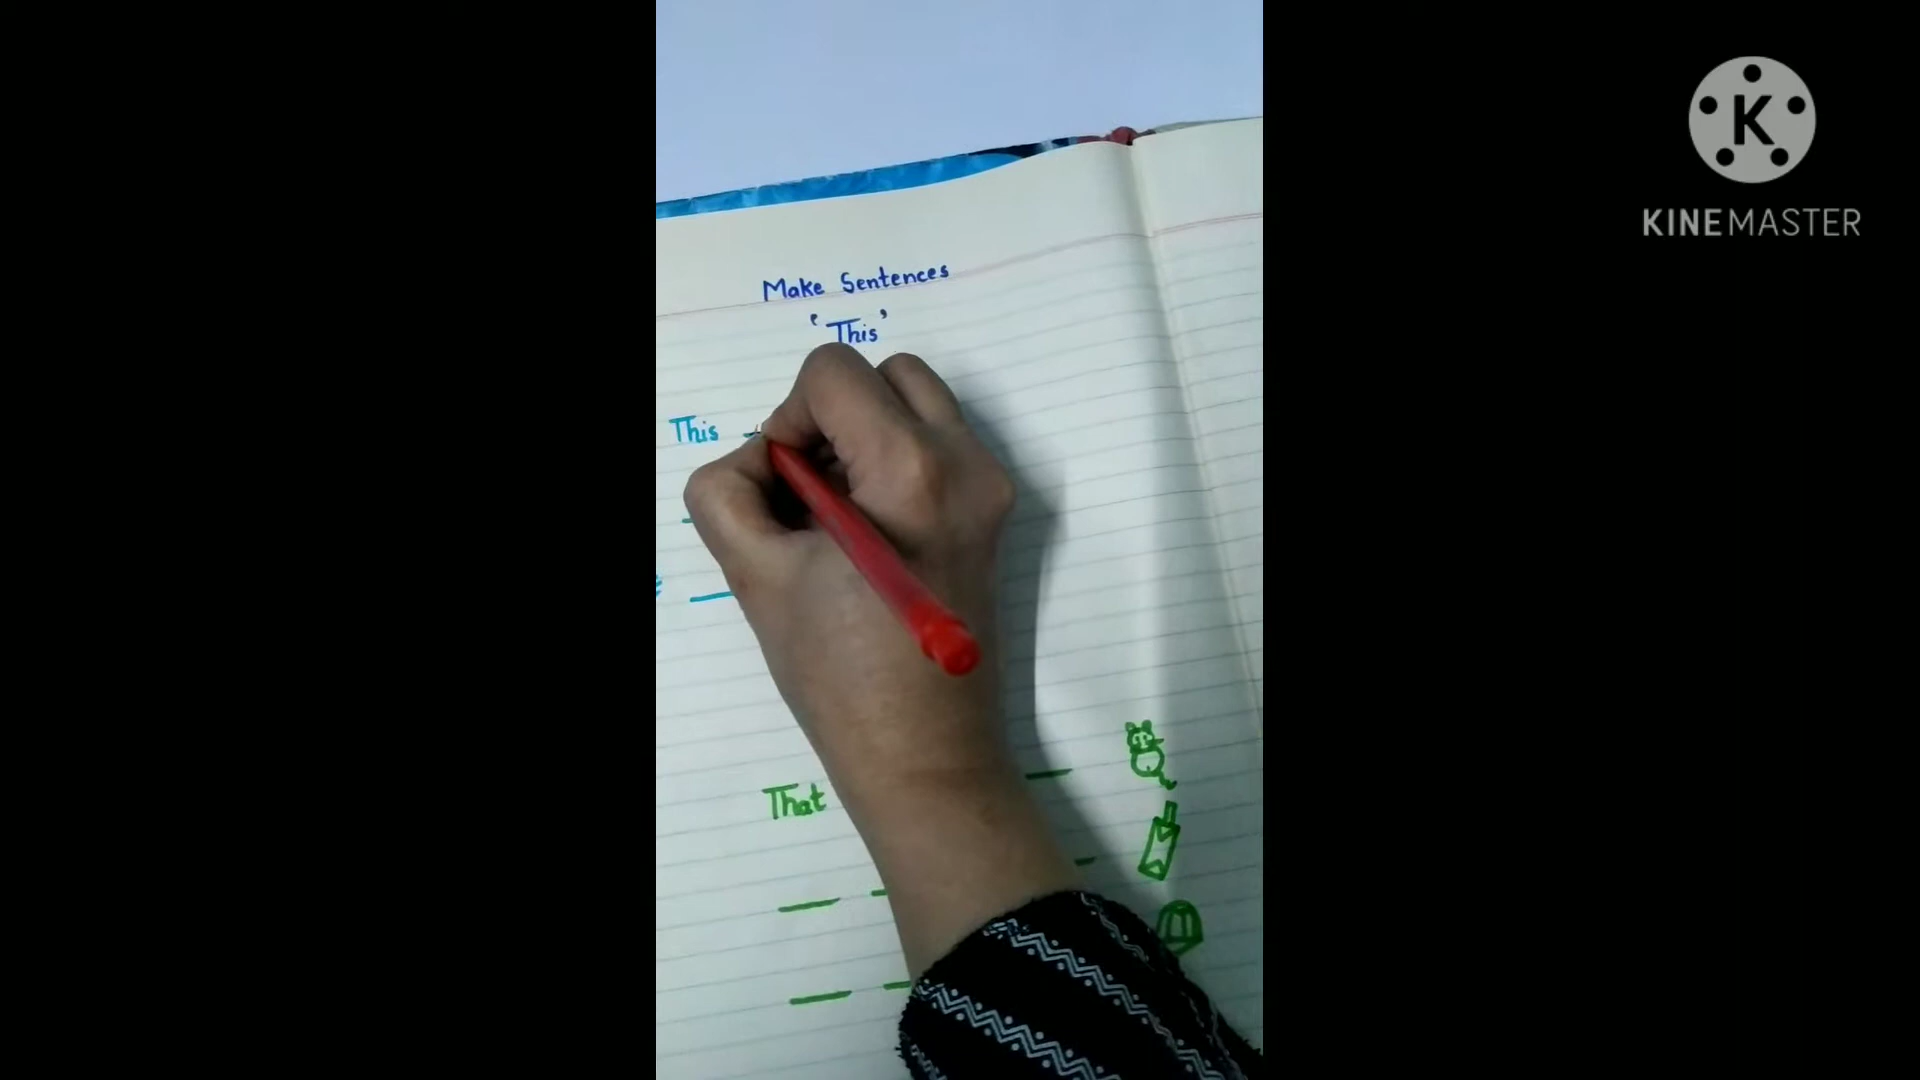 Make Sentences
'This'
This
That
K
KINEMASTER